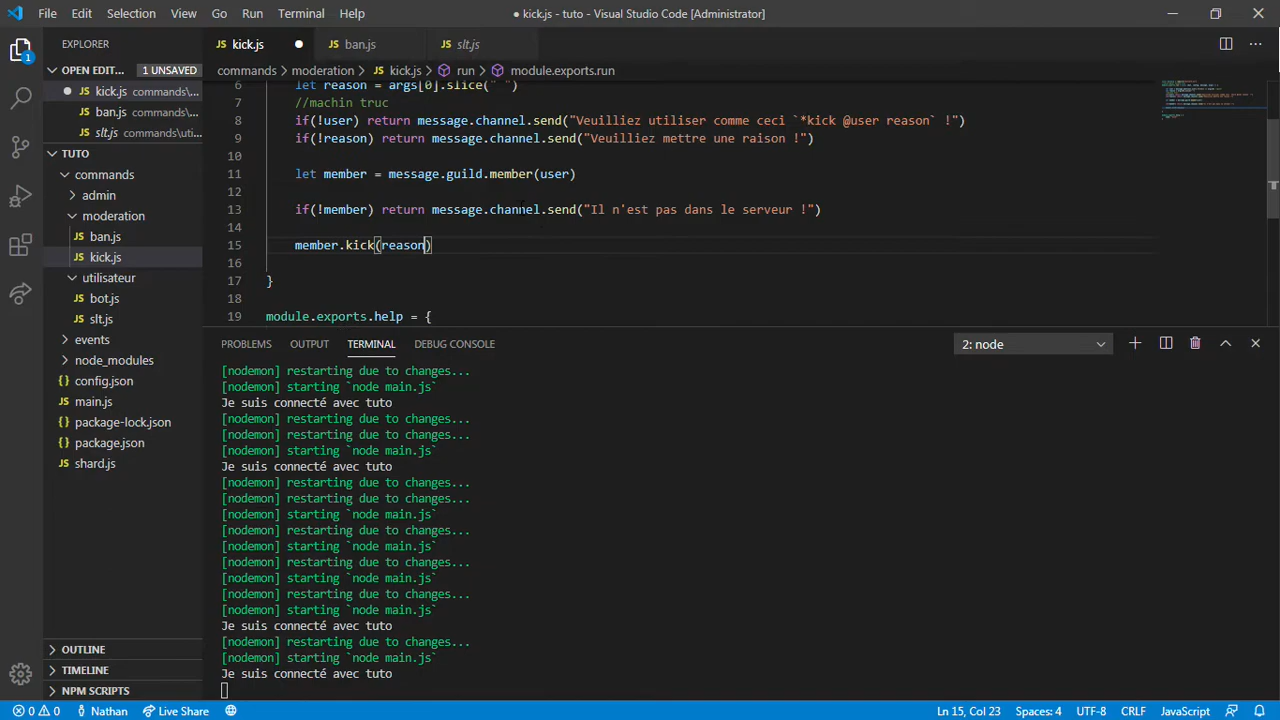 File Edit Selection View Go Run Terminal Help
● kick.js - tuto - Visual Studio Code [Administrator]
EXPLORER
kick.js ●
ban.js
slt.js
OPEN EDIT... 1 UNSAVED
kick.js commands\...
ban.js commands\...
slt.js commands\uti...
TUTO
commands
admin
moderation
ban.js
kick.js
utilisateur
bot.js
slt.js
events
node_modules
config.json
main.js
package-lock.json
package.json
shard.js
OUTLINE
TIMELINE
NPM SCRIPTS
commands > moderation > kick.js > run > module.exports.run
6 let reason = args[0].slice(" ")
7 //machin truc
8 if(!user) return message.channel.send("Veuilliez utiliser comme ceci `*kick @user reason` !")
9 if(!reason) return message.channel.send("Veuilliez mettre une raison !")
10
11 let member = message.guild.member(user)
12
13 if(!member) return message.channel.send("Il n'est pas dans le serveur !")
14
15 member.kick(reason)
16
17 }
18
19 module.exports.help = {
PROBLEMS OUTPUT TERMINAL DEBUG CONSOLE 2: node
[nodemon] restarting due to changes...
[nodemon] starting `node main.js`
Je suis connecté avec tuto
[nodemon] restarting due to changes...
[nodemon] restarting due to changes...
[nodemon] starting `node main.js`
Je suis connecté avec tuto
[nodemon] restarting due to changes...
[nodemon] restarting due to changes...
[nodemon] starting `node main.js`
[nodemon] restarting due to changes...
[nodemon] starting `node main.js`
[nodemon] restarting due to changes...
[nodemon] starting `node main.js`
[nodemon] restarting due to changes...
[nodemon] starting `node main.js`
Je suis connecté avec tuto
[nodemon] restarting due to changes...
[nodemon] starting `node main.js`
Je suis connecté avec tuto
0 0 Nathan Live Share
Ln 15, Col 23 Spaces: 4 UTF-8 CRLF JavaScript